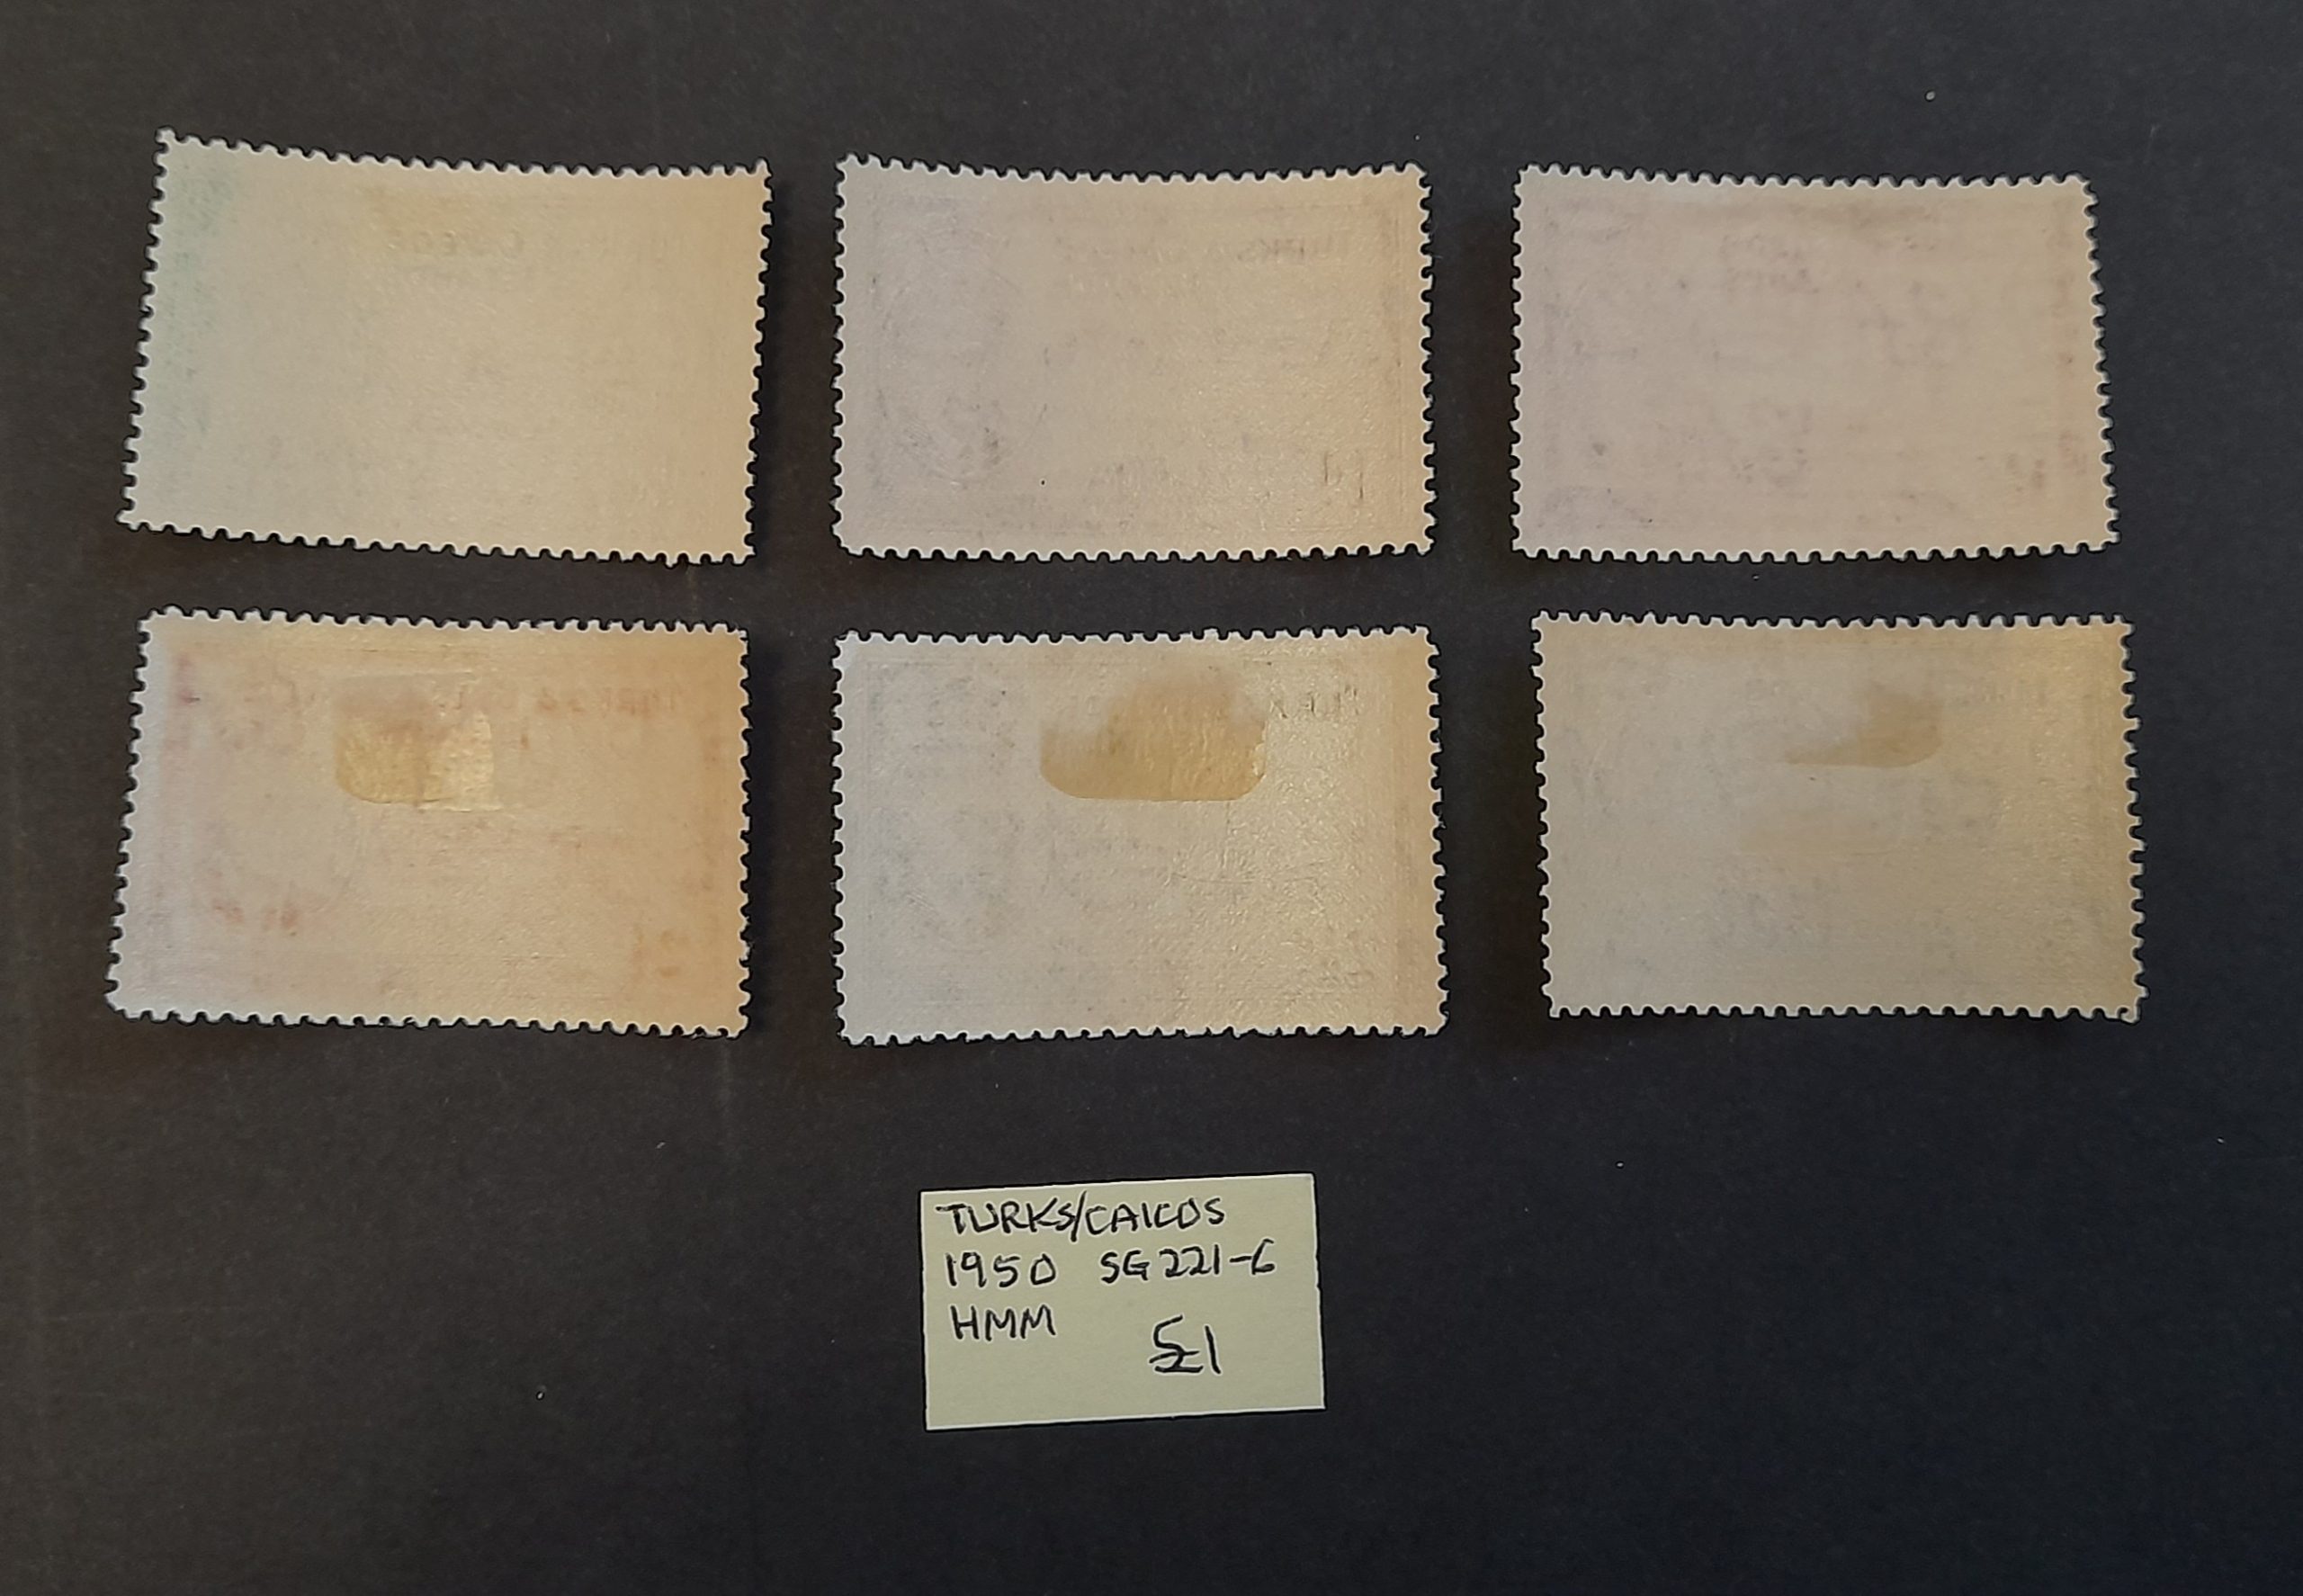 TURKS/CAICOS
1950 SG221-6
HMM
£1